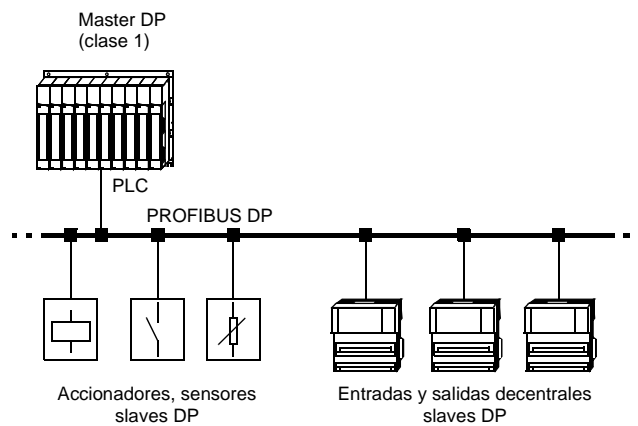 Master DP
(clase 1)
PLC
PROFIBUS DP
Accionadores, sensores
slaves DP
Entradas y salidas decentrales
slaves DP